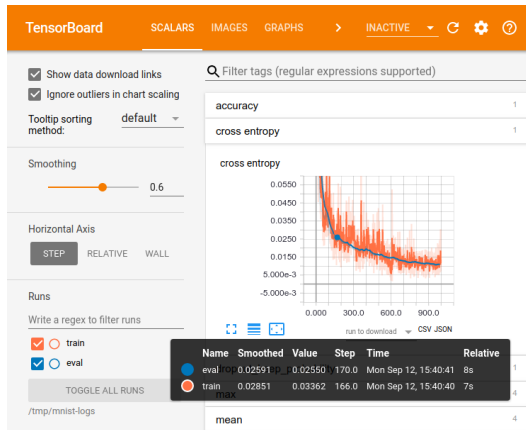 TensorBoard SCALARS IMAGES GRAPHS INACTIVE
Show data download links
Ignore outliers in chart scaling
Tooltip sorting method: default
Smoothing
0.6
Horizontal Axis
STEP RELATIVE WALL
Runs
Write a regex to filter runs
train
eval
TOGGLE ALL RUNS
/tmp/mnist-logs
Filter tags (regular expressions supported)
accuracy 1
cross entropy 1
cross entropy
0.0550
0.0450
0.0350
0.0250
0.0150
5.000e-3
-5.000e-3
0.000 300.0 600.0 900.0
run to download CSV JSON
Name Smoothed Value Step Time Relative
eval 0.02591 0.02550 170.0 Mon Sep 12, 15:40:41 8s
train 0.02851 0.03362 166.0 Mon Sep 12, 15:40:40 7s
1
max 4
mean 4